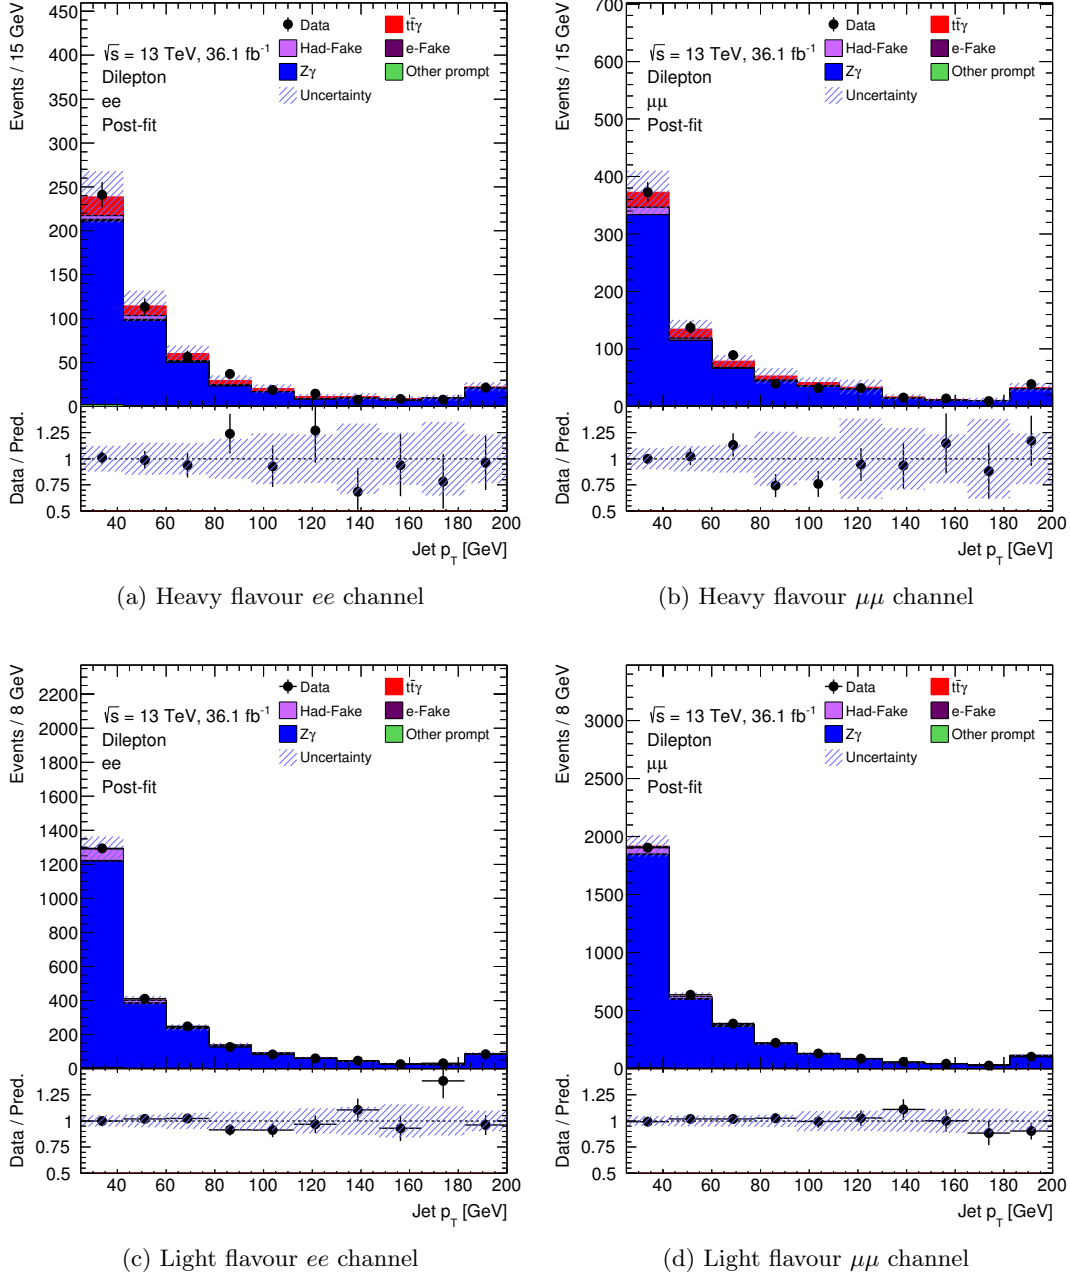 Events / 15 GeV
450
400
350
300
250
200
150
100
50
0
√s = 13 TeV, 36.1 fb⁻¹
Dilepton
ee
Post-fit
Data
Had-Fake
Zγ
Uncertainty
tt̄γ
e-Fake
Other prompt
Data / Pred.
1.25
1
0.75
0.5
40 60 80 100 120 140 160 180 200
Jet p_T [GeV]
(a) Heavy flavour ee channel
Events / 15 GeV
700
600
500
400
300
200
100
0
√s = 13 TeV, 36.1 fb⁻¹
Dilepton
μμ
Post-fit
Data
Had-Fake
Zγ
Uncertainty
tt̄γ
e-Fake
Other prompt
Data / Pred.
1.25
1
0.75
0.5
40 60 80 100 120 140 160 180 200
Jet p_T [GeV]
(b) Heavy flavour μμ channel
Events / 8 GeV
2200
2000
1800
1600
1400
1200
1000
800
600
400
200
0
√s = 13 TeV, 36.1 fb⁻¹
Dilepton
ee
Post-fit
Data
Had-Fake
Zγ
Uncertainty
tt̄γ
e-Fake
Other prompt
Data / Pred.
1.25
1
0.75
0.5
40 60 80 100 120 140 160 180 200
Jet p_T [GeV]
(c) Light flavour ee channel
Events / 8 GeV
3000
2500
2000
1500
1000
500
0
√s = 13 TeV, 36.1 fb⁻¹
Dilepton
μμ
Post-fit
Data
Had-Fake
Zγ
Uncertainty
tt̄γ
e-Fake
Other prompt
Data / Pred.
1.25
1
0.75
0.5
40 60 80 100 120 140 160 180 200
Jet p_T [GeV]
(d) Light flavour μμ channel